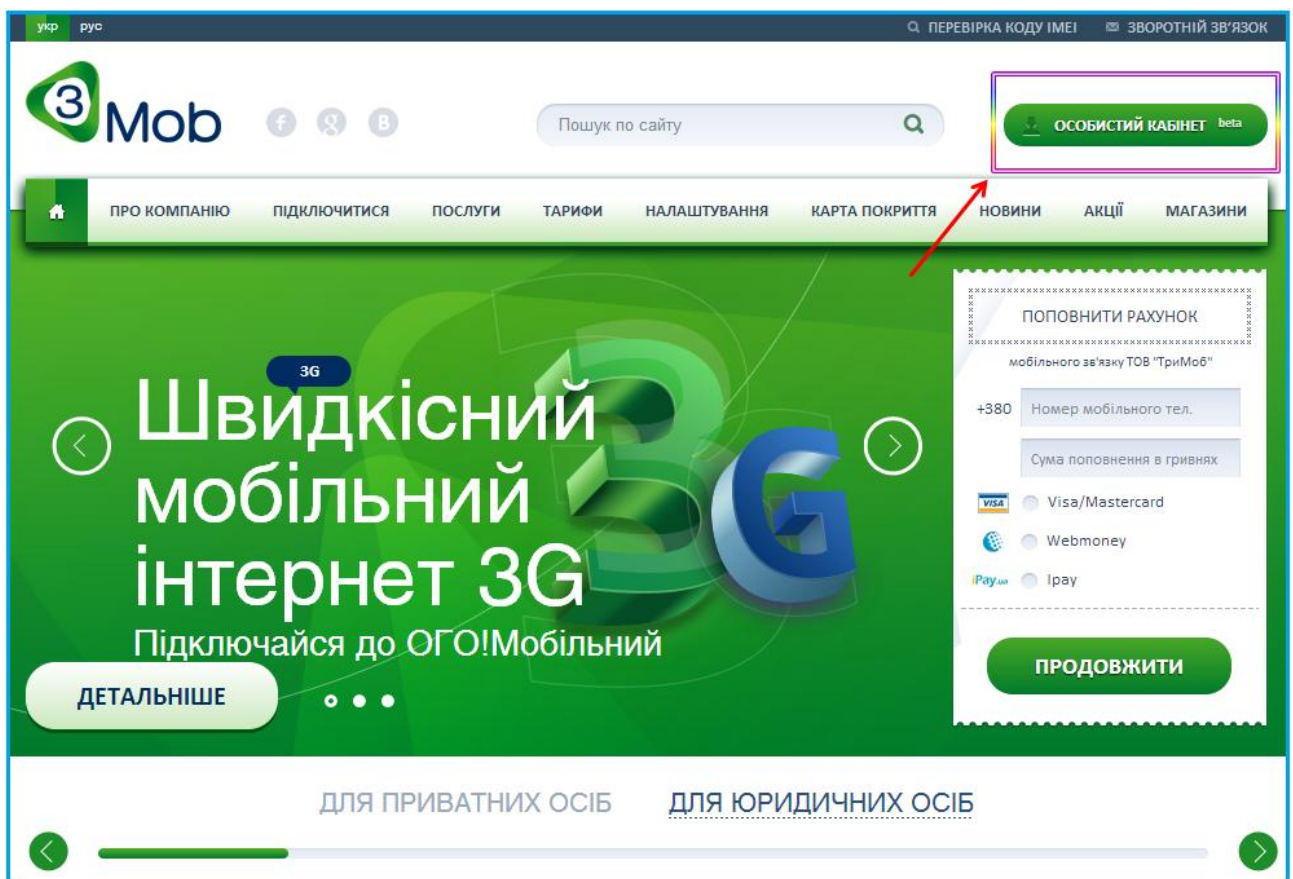 укр рус
ПЕРЕВІРКА КОДУ ІМЕІ ЗВОРОТНІЙ ЗВ'ЯЗОК
3Mob
f g B
Пошук по сайту
ОСОБИСТИЙ КАБІНЕТ beta
ПРО КОМПАНІЮ ПІДКЛЮЧИТИСЯ ПОСЛУГИ ТАРИФИ НАЛАШТУВАННЯ КАРТА ПОКРИТТЯ НОВИНИ АКЦІЇ МАГАЗИНИ
3G
Швидкісний
мобільний
інтернет 3G
Підключайся до ОГО!Мобільний
ДЕТАЛЬНІШЕ
3G
ПОПОВНИТИ РАХУНОК
мобільного зв'язку ТОВ "ТриМоб"
+380 Номер мобільного тел.
Сума поповнення в гривнях
VISA Visa/Mastercard
Webmoney
iPay.ua Ipay
ПРОДОВЖИТИ
ДЛЯ ПРИВАТНИХ ОСІБ ДЛЯ ЮРИДИЧНИХ ОСІБ